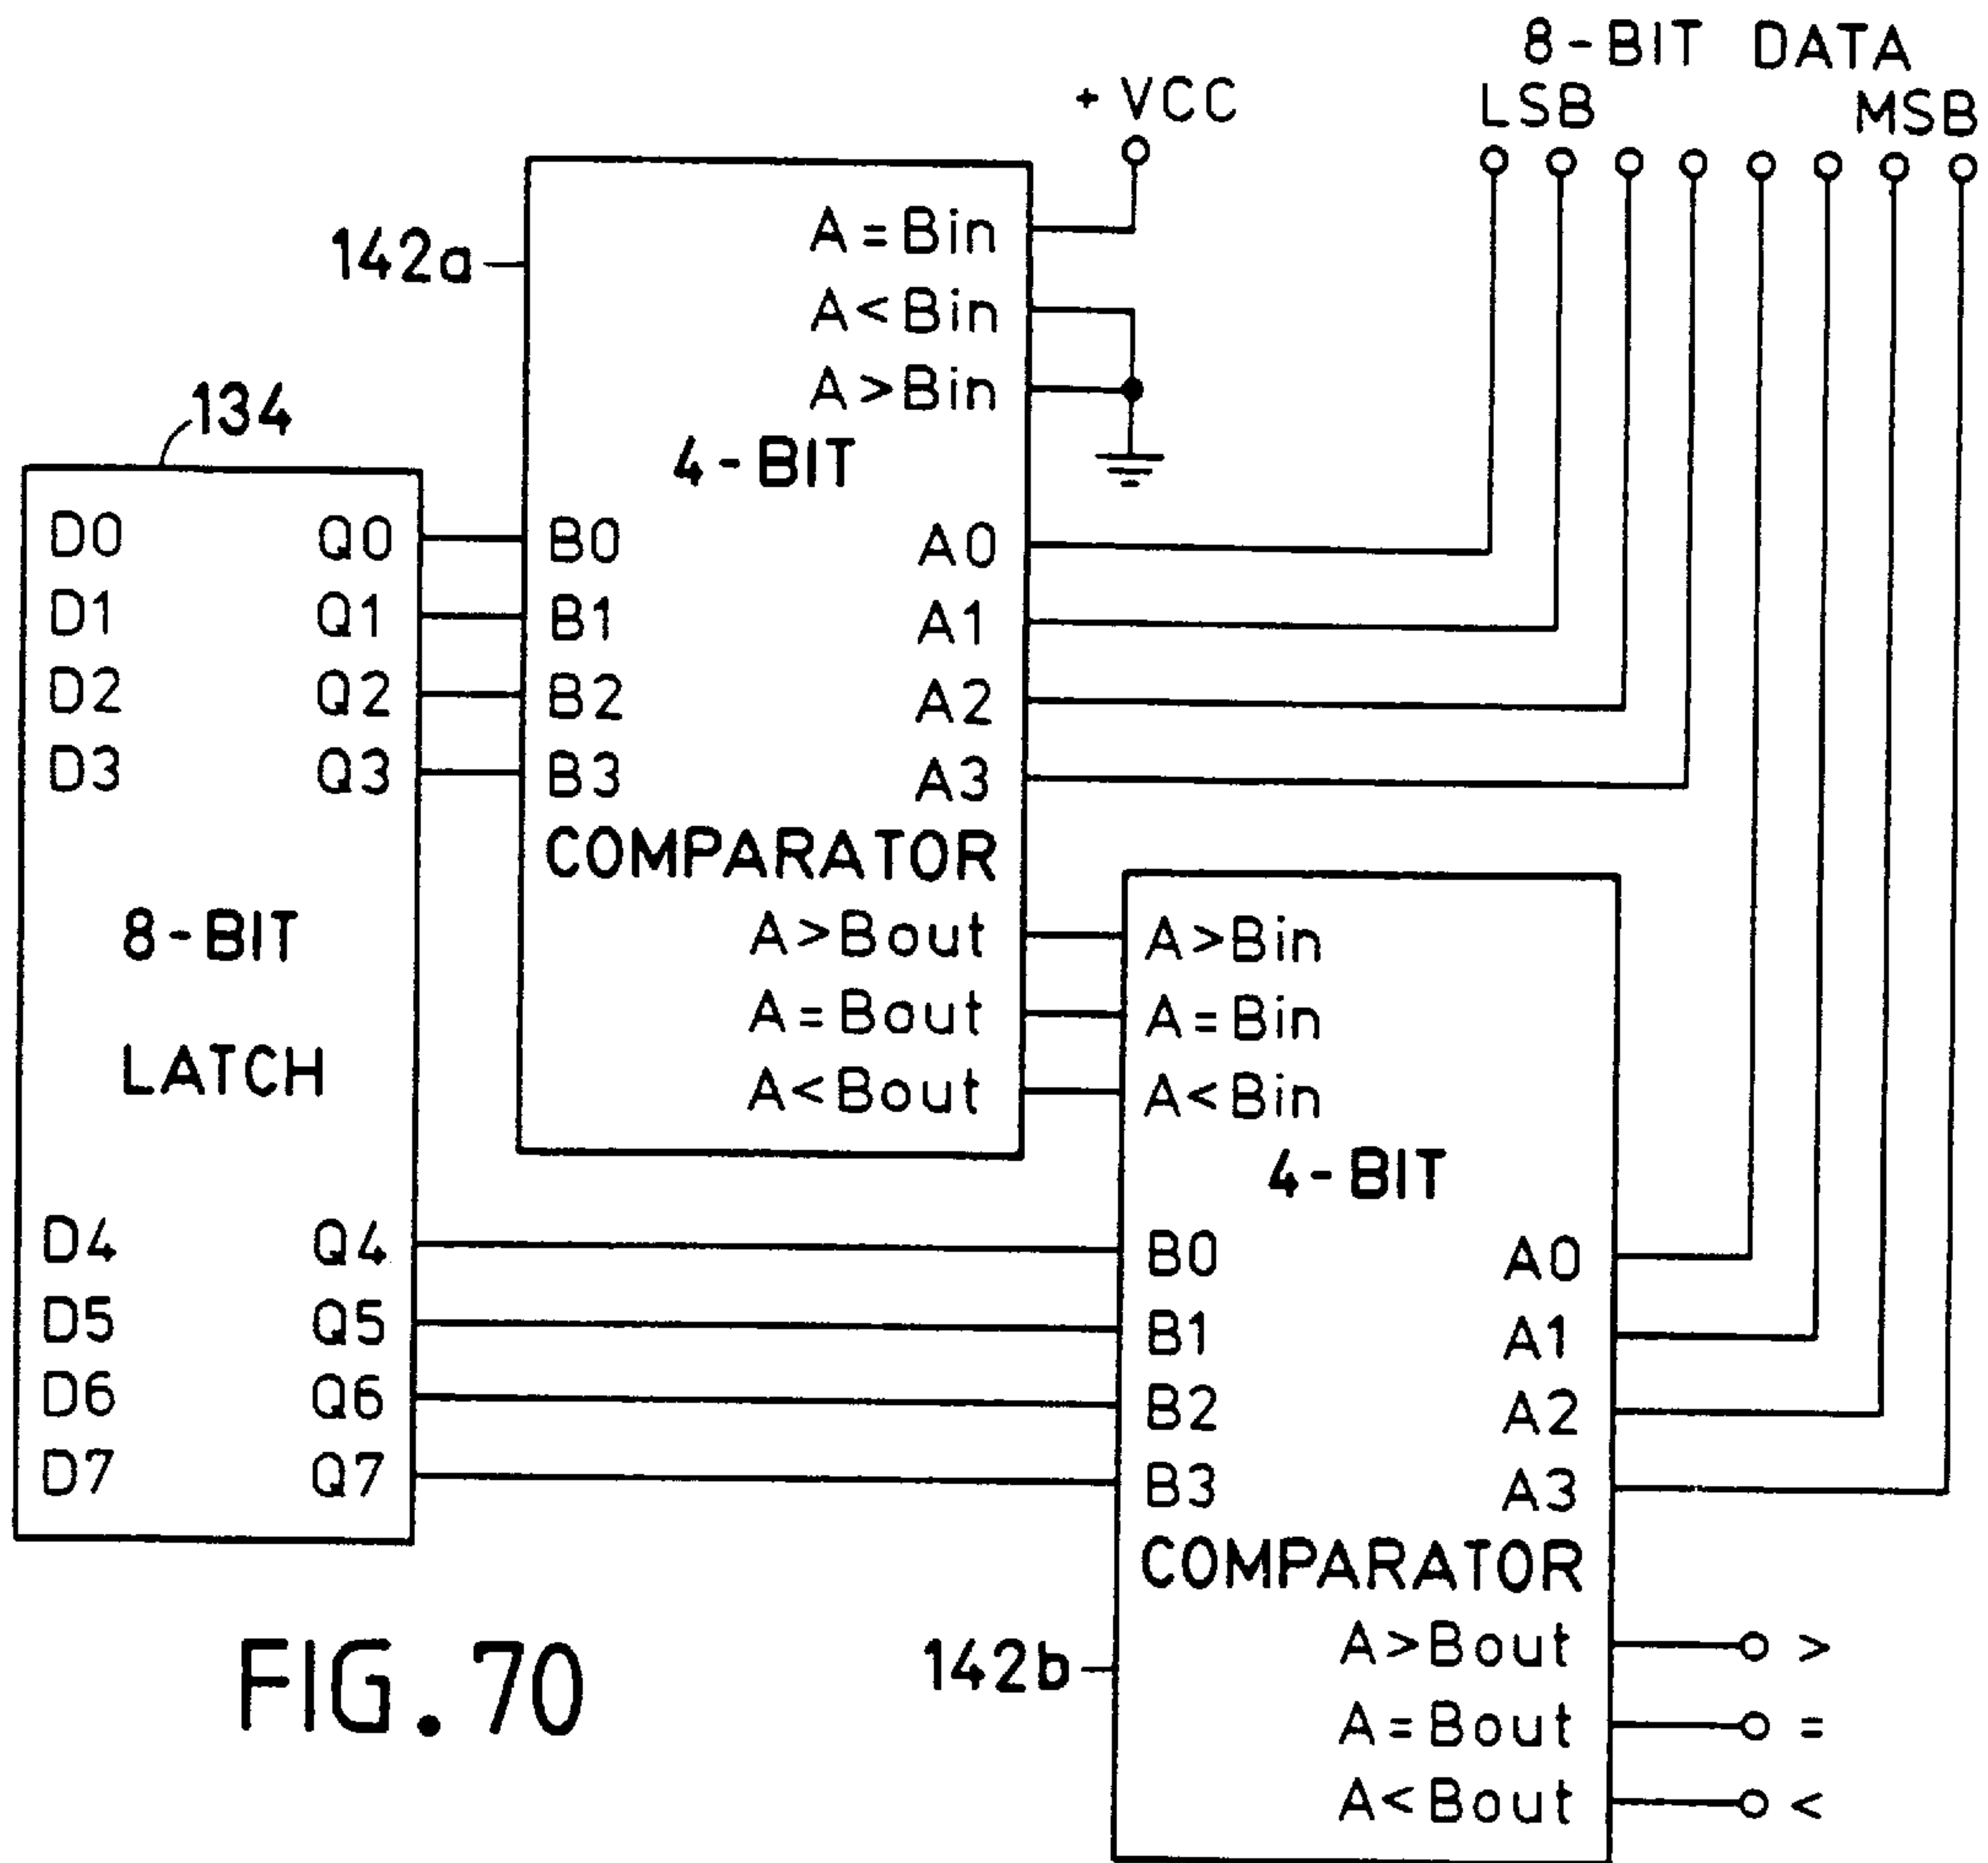 8-BIT DATA
LSB MSB
+ VCC
142a
A=Bin
A<Bin
A>Bin
4-BIT
134
D0 Q0 B0 A0
D1 Q1 B1 A1
D2 Q2 B2 A2
D3 Q3 B3 A3
COMPARATOR
8-BIT
LATCH
A>Bout A>Bin
A=Bout A=Bin
A<Bout A<Bin
4-BIT
D4 Q4 B0 A0
D5 Q5 B1 A1
D6 Q6 B2 A2
D7 Q7 B3 A3
COMPARATOR
142b
A>Bout >
A=Bout =
A<Bout <
FIG. 70